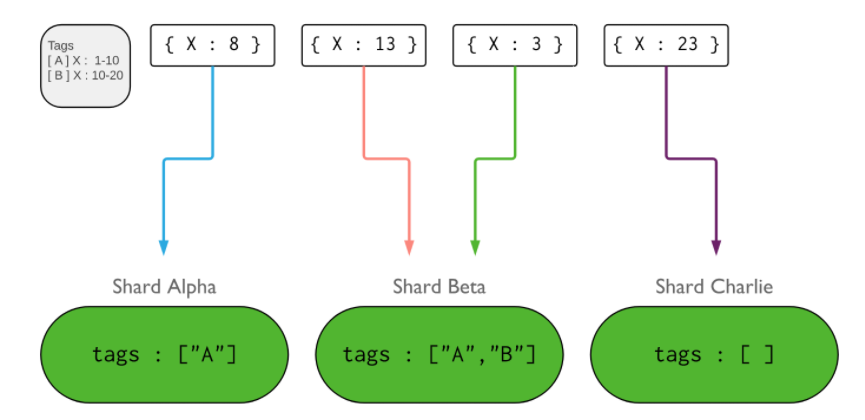 Tags
[ A ] X : 1-10
[ B ] X : 10-20
{ X : 8 }
{ X : 13 }
{ X : 3 }
{ X : 23 }
Shard Alpha
Shard Beta
Shard Charlie
tags : ["A"]
tags : ["A","B"]
tags : [ ]